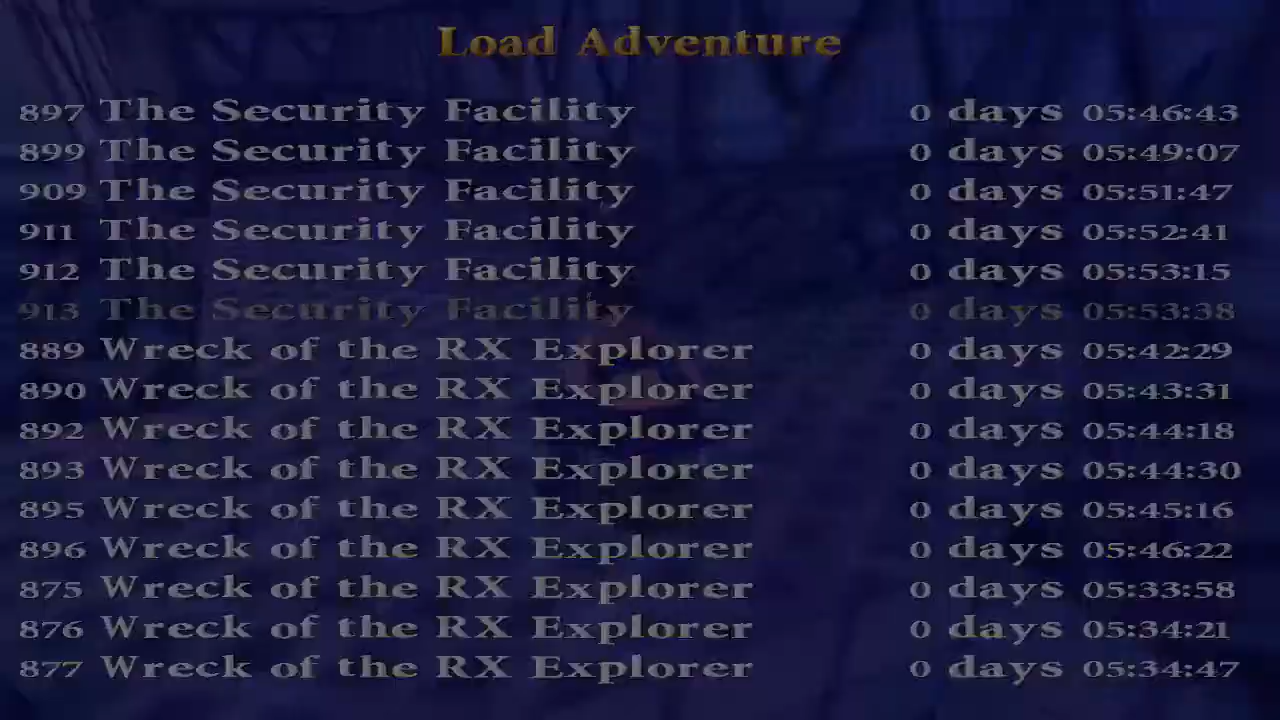 Load Adventure
897 The Security Facility 0 days 05:46:43
899 The Security Facility 0 days 05:49:07
909 The Security Facility 0 days 05:51:47
911 The Security Facility 0 days 05:52:41
912 The Security Facility 0 days 05:53:15
913 The Security Facility 0 days 05:53:38
889 Wreck of the RX Explorer 0 days 05:42:29
890 Wreck of the RX Explorer 0 days 05:43:31
892 Wreck of the RX Explorer 0 days 05:44:18
893 Wreck of the RX Explorer 0 days 05:44:30
895 Wreck of the RX Explorer 0 days 05:45:16
896 Wreck of the RX Explorer 0 days 05:46:22
875 Wreck of the RX Explorer 0 days 05:33:58
876 Wreck of the RX Explorer 0 days 05:34:21
877 Wreck of the RX Explorer 0 days 05:34:47